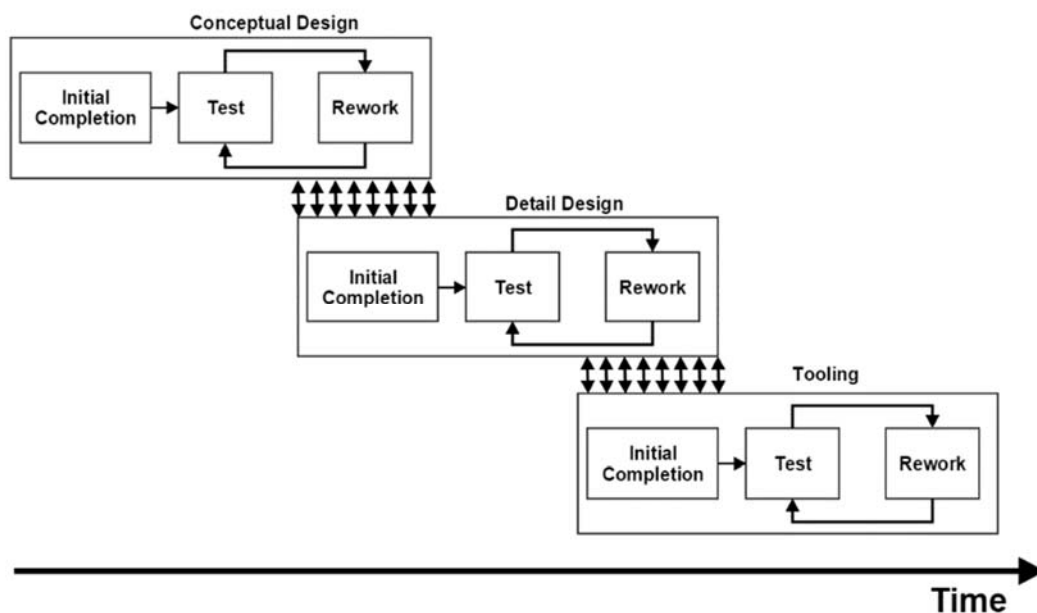 Conceptual Design
Initial
Completion
Test
Rework
Detail Design
Initial
Completion
Test
Rework
Tooling
Initial
Completion
Test
Rework
Time